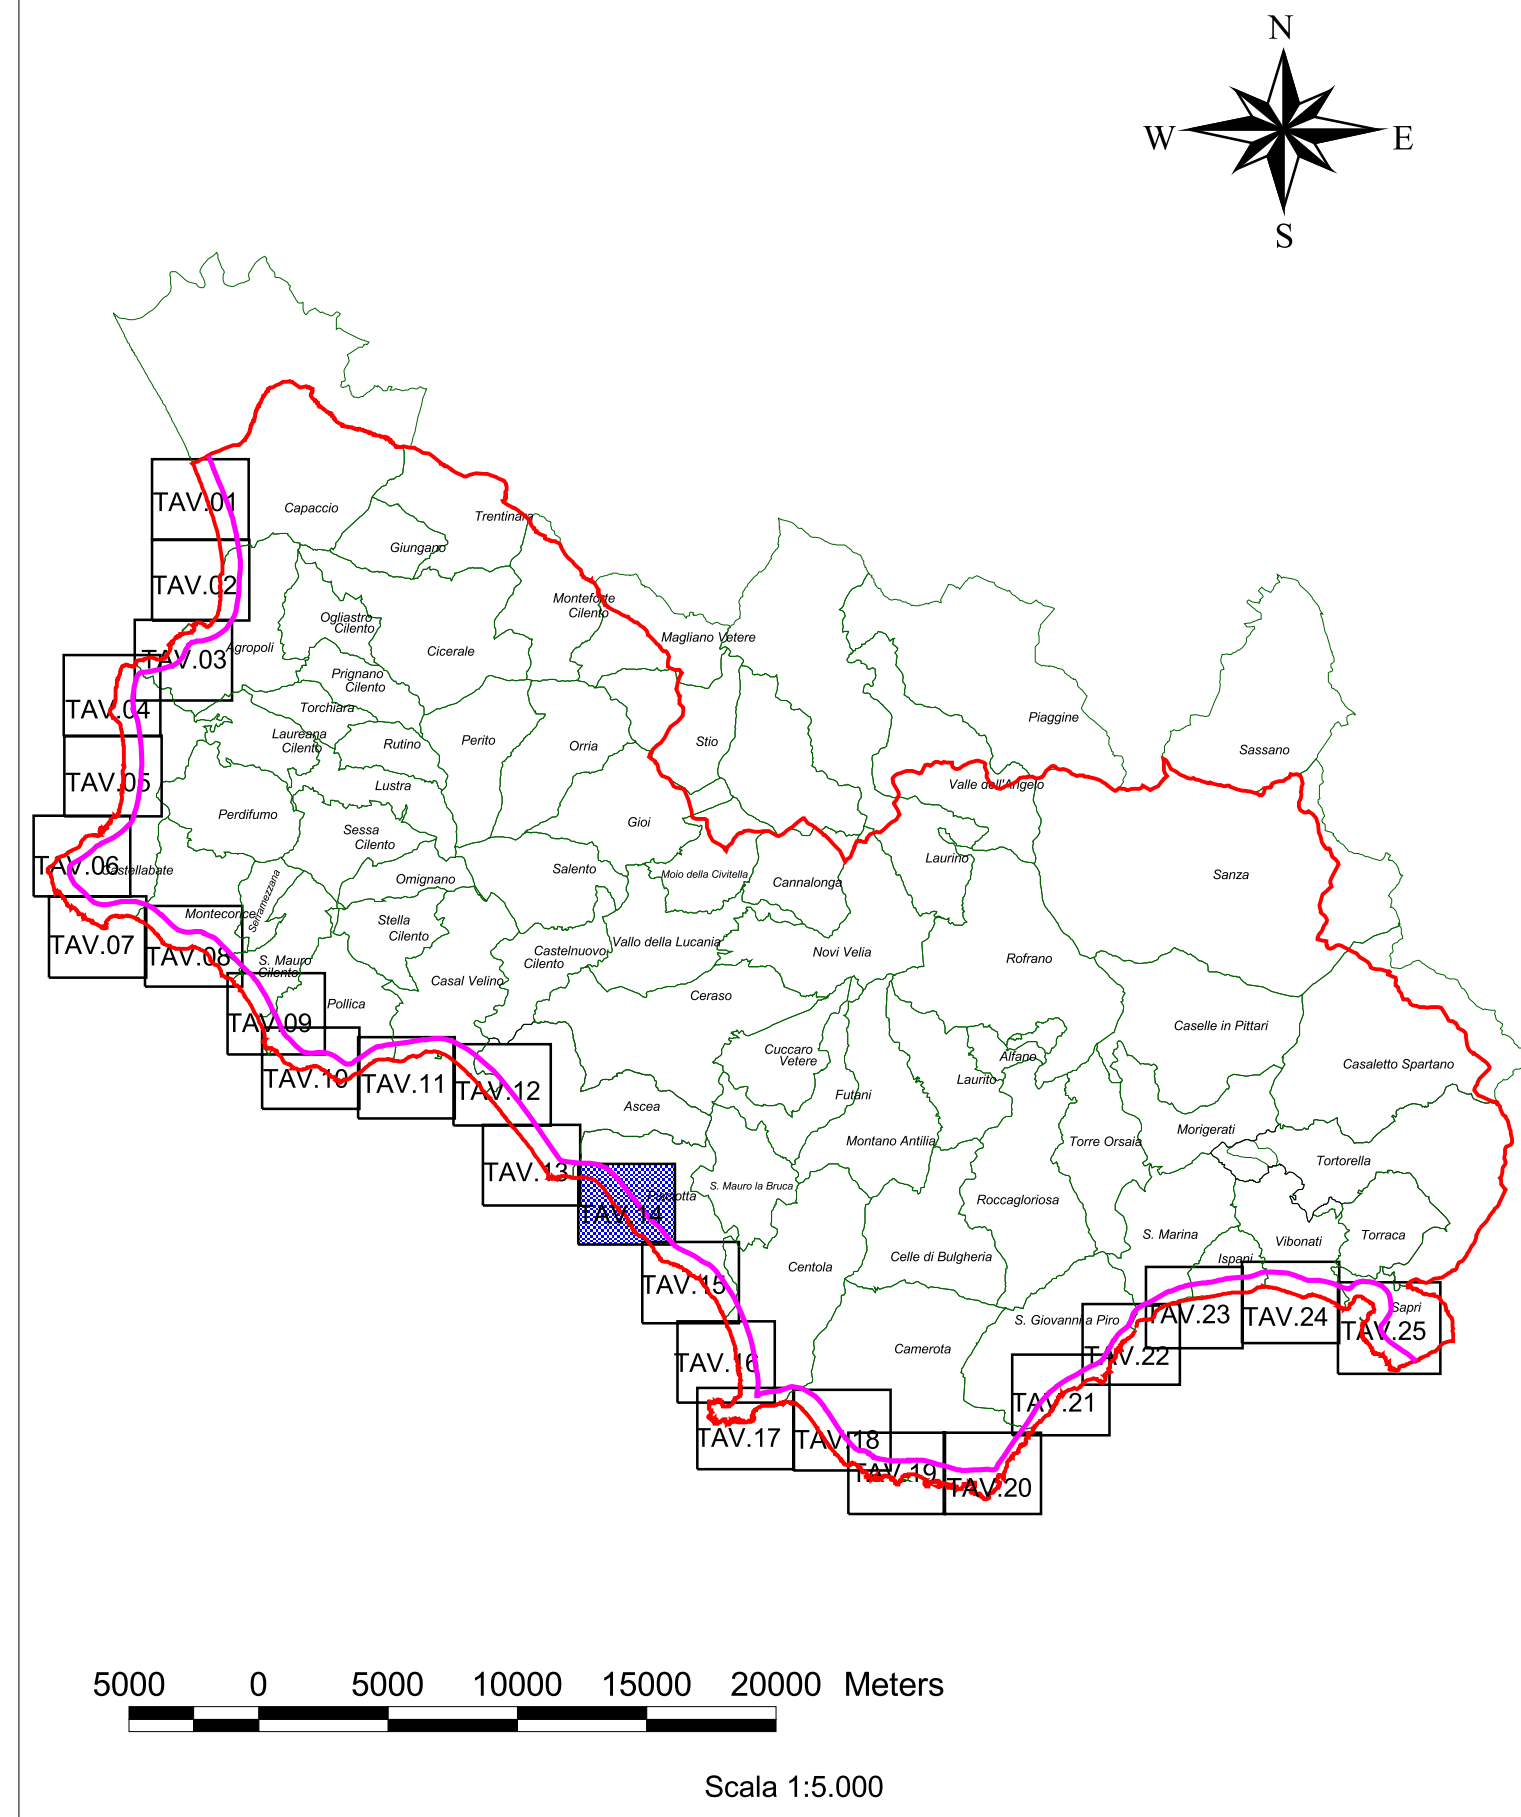 N
W
E
S
TAV.01
Capaccio
Trentinara
Giungano
TAV.02
Monteforte
Cilento
Ogliastro
Cilento
Magliano Vetere
TAV.03
Agropoli
Cicerale
Prignano
Cilento
TAV.04
Torchiara
Piaggine
Laureana
Cilento
Rutino
Perito
Orria
Stio
Sassano
TAV.05
Lustra
Valle dell'Angelo
Perdifumo
Sessa
Cilento
Gioi
TAV.06
Castellabate
Omignano
Salento
Moio della Civitella
Cannalonga
Laurino
Sanza
Serramezzana
Montecorice
Stella
Cilento
TAV.07
TAV.08
Vallo della Lucania
Castelnuovo
Cilento
Novi Velia
Rofrano
S. Mauro
Cilento
Casal Velino
Ceraso
Pollica
TAV.09
Caselle in Pittari
Cuccaro
Vetere
Alfano
Laurito
Casaletto Spartano
TAV.10
TAV.11
TAV.12
Ascea
Futani
Montano Antilia
Torre Orsaia
Morigerati
Tortorella
TAV.13
S. Mauro la Bruca
Pisciotta
TAV.14
Roccagloriosa
S. Marina
Vibonati
Torraca
Ispani
Celle di Bulgheria
Centola
TAV.15
Sapri
TAV.23
TAV.24
TAV.25
S. Giovanni a Piro
Camerota
TAV.16
TAV.22
TAV.21
TAV.17
TAV.18
TAV.19
TAV.20
5000 0 5000 10000 15000 20000 Meters
Scala 1:5.000